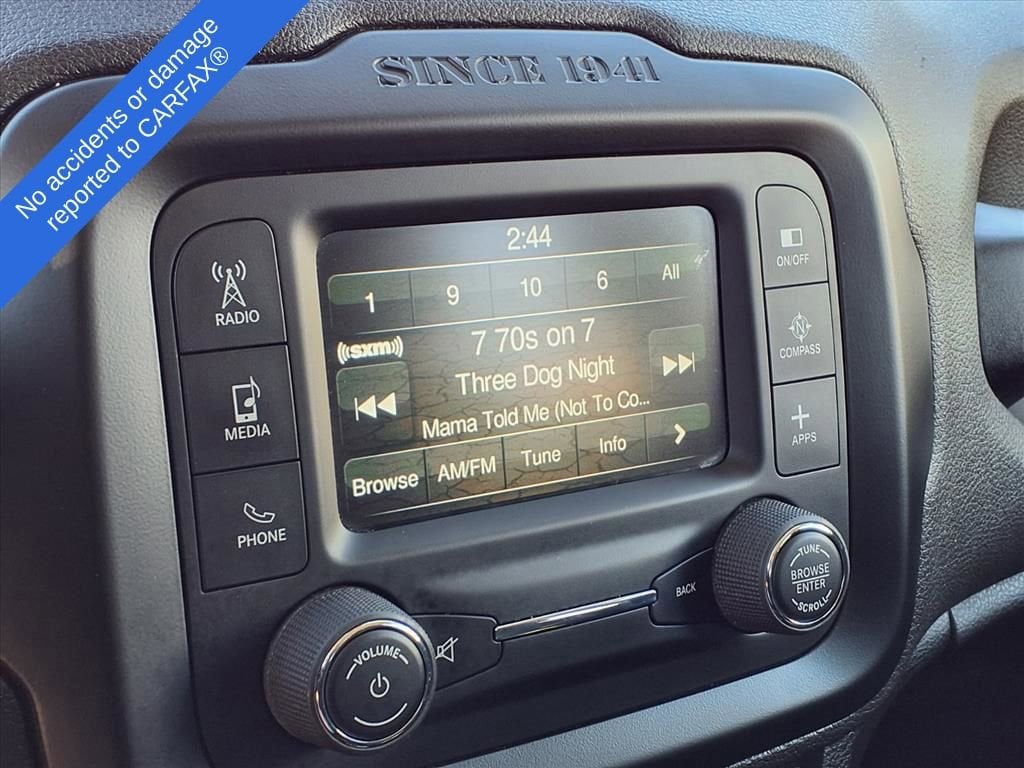 No accidents or damage
reported to CARFAX®
SINCE 1941
2:44
1 9 10 6 All
((sxm))
7 70s on 7
Three Dog Night
Mama Told Me (Not To Co...
Browse AM/FM Tune Info
RADIO
MEDIA
PHONE
ON/OFF
N
COMPASS
APPS
BACK
VOLUME
TUNE
BROWSE
ENTER
SCROLL